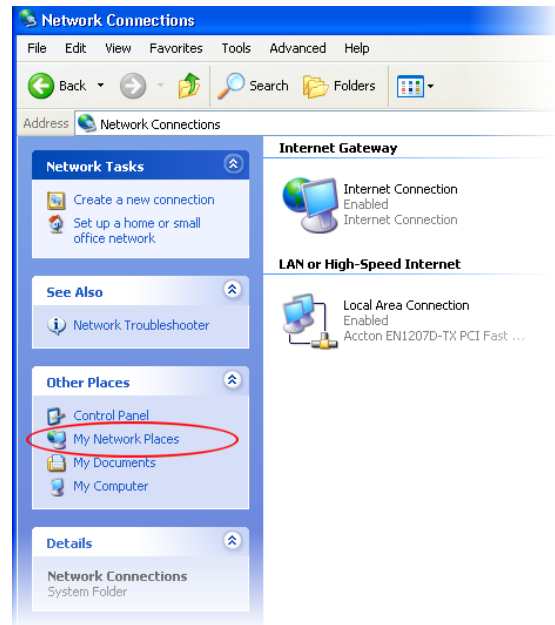 Network Connections
File Edit View Favorites Tools Advanced Help
Back Search Folders
Address Network Connections
Network Tasks
Create a new connection
Set up a home or small
office network
See Also
Network Troubleshooter
Other Places
Control Panel
My Network Places
My Documents
My Computer
Details
Network Connections
System Folder
Internet Gateway
Internet Connection
Enabled
Internet Connection
LAN or High-Speed Internet
Local Area Connection
Enabled
Accton EN1207D-TX PCI Fast ...